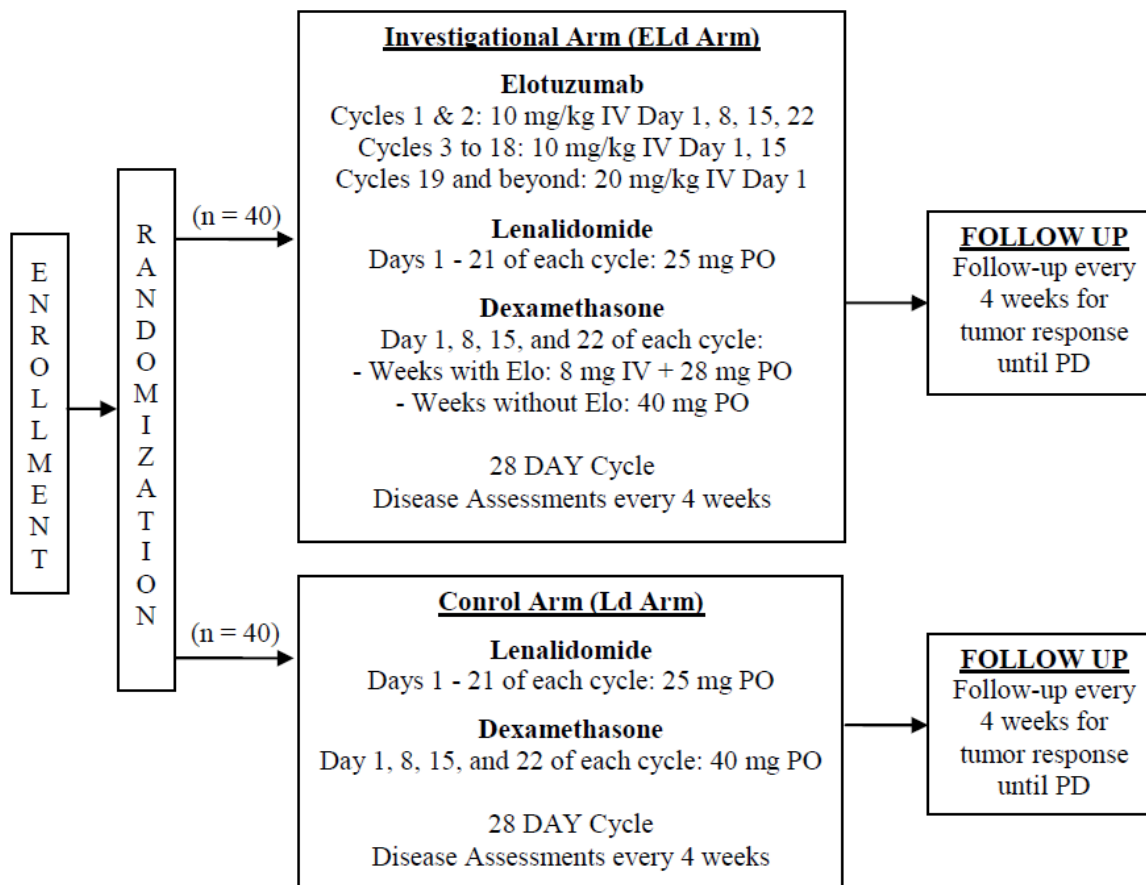 ENROLLMENT
RANDOMIZATION
(n = 40)
Investigational Arm (ELd Arm)
Elotuzumab
Cycles 1 & 2: 10 mg/kg IV Day 1, 8, 15, 22
Cycles 3 to 18: 10 mg/kg IV Day 1, 15
Cycles 19 and beyond: 20 mg/kg IV Day 1
Lenalidomide
Days 1 - 21 of each cycle: 25 mg PO
Dexamethasone
Day 1, 8, 15, and 22 of each cycle:
- Weeks with Elo: 8 mg IV + 28 mg PO
- Weeks without Elo: 40 mg PO
28 DAY Cycle
Disease Assessments every 4 weeks
FOLLOW UP
Follow-up every
4 weeks for
tumor response
until PD
(n = 40)
Conrol Arm (Ld Arm)
Lenalidomide
Days 1 - 21 of each cycle: 25 mg PO
Dexamethasone
Day 1, 8, 15, and 22 of each cycle: 40 mg PO
28 DAY Cycle
Disease Assessments every 4 weeks
FOLLOW UP
Follow-up every
4 weeks for
tumor response
until PD